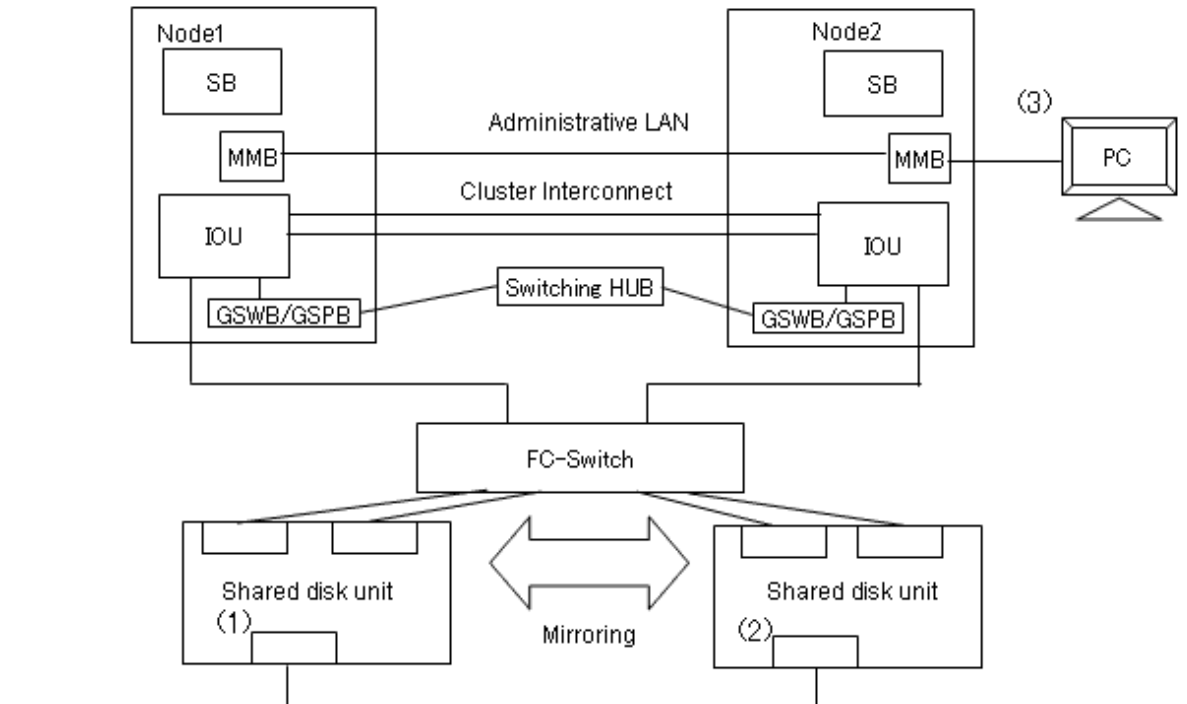 Node1
Node2
SB
SB
(3)
Administrative LAN
MMB
MMB
PC
Cluster Interconnect
IOU
IOU
Switching HUB
GSWB/GSPB
GSWB/GSPB
FC-Switch
Shared disk unit
Shared disk unit
(1)
(2)
Mirroring